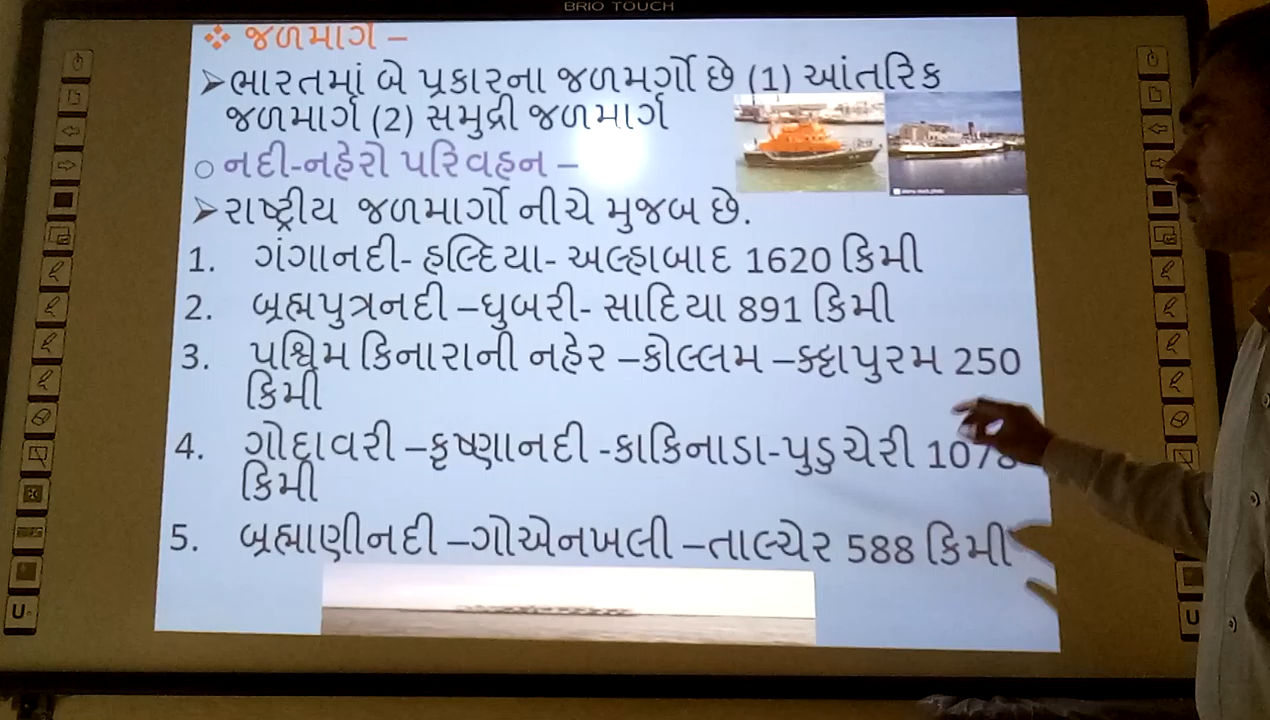 BRIO TOUCH
❖ જળમાર્ગ –
➤ ભારતમાં બે પ્રકારના જળમર્ગો છે (1) આંતરિક
જળમાર્ગ (2) સમુદ્રી જળમાર્ગ
○ નદી-નહેરો પરિવહન –
➤ રાષ્ટ્રીય જળમાર્ગો નીચે મુજબ છે.
1. ગંગાનદી- હલ્દિયા- અલ્હાબાદ 1620 કિમી
2. બ્રહ્મપુત્રનદી –ઘુબરી- સાદિયા 891 કિમી
3. પશ્ચિમ કિનારાની નહેર –કોલ્લમ –ક્ટ્ટાપુરમ 250
કિમી
4. ગોદાવરી –કૃષ્ણાનદી -કાકિનાડા-પુડુચેરી 1078
કિમી
5. બ્રહ્માણીનદી –ગોએનખલી –તાલ્ચેર 588 કિમી